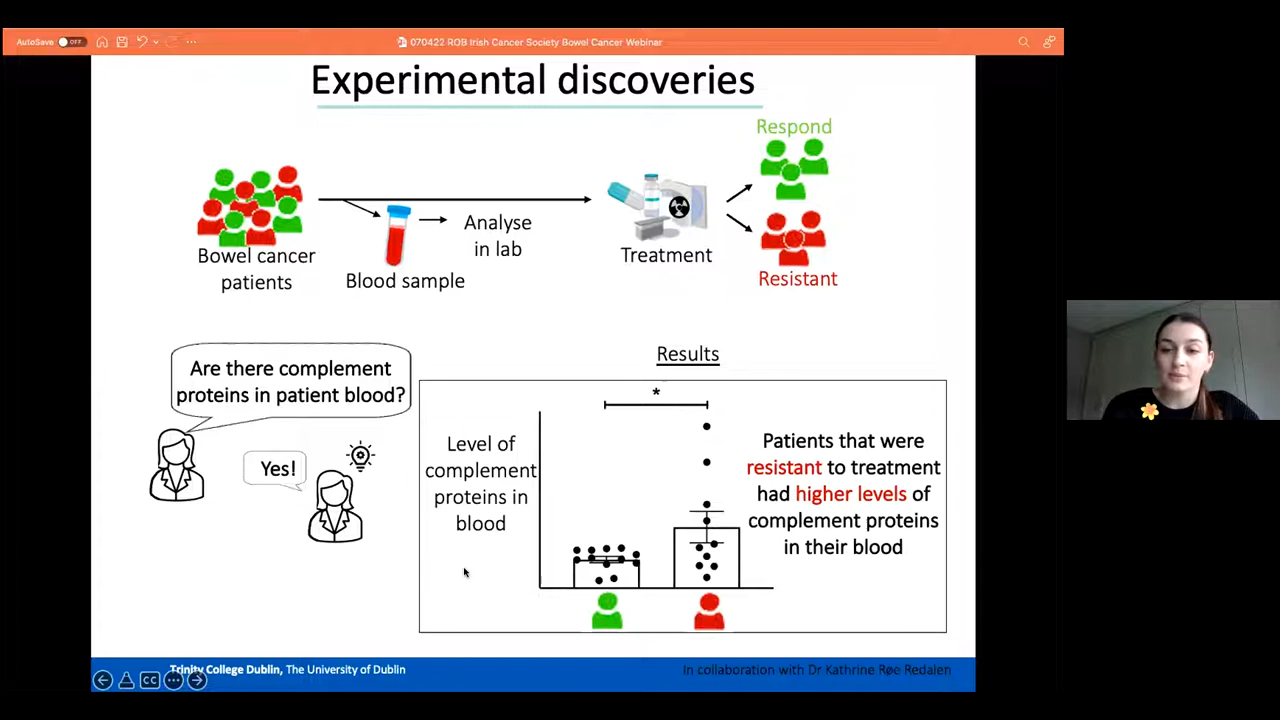 AutoSave OFF
070422 ROB Irish Cancer Society Bowel Cancer Webinar
Experimental discoveries
Respond
Bowel cancer
patients
Blood sample
Analyse
in lab
Treatment
Resistant
Are there complement
proteins in patient blood?
Yes!
Results
*
Level of
complement
proteins in
blood
Patients that were
resistant to treatment
had higher levels of
complement proteins
in their blood
Trinity College Dublin, The University of Dublin
In collaboration with Dr Kathrine Røe Redalen
CC